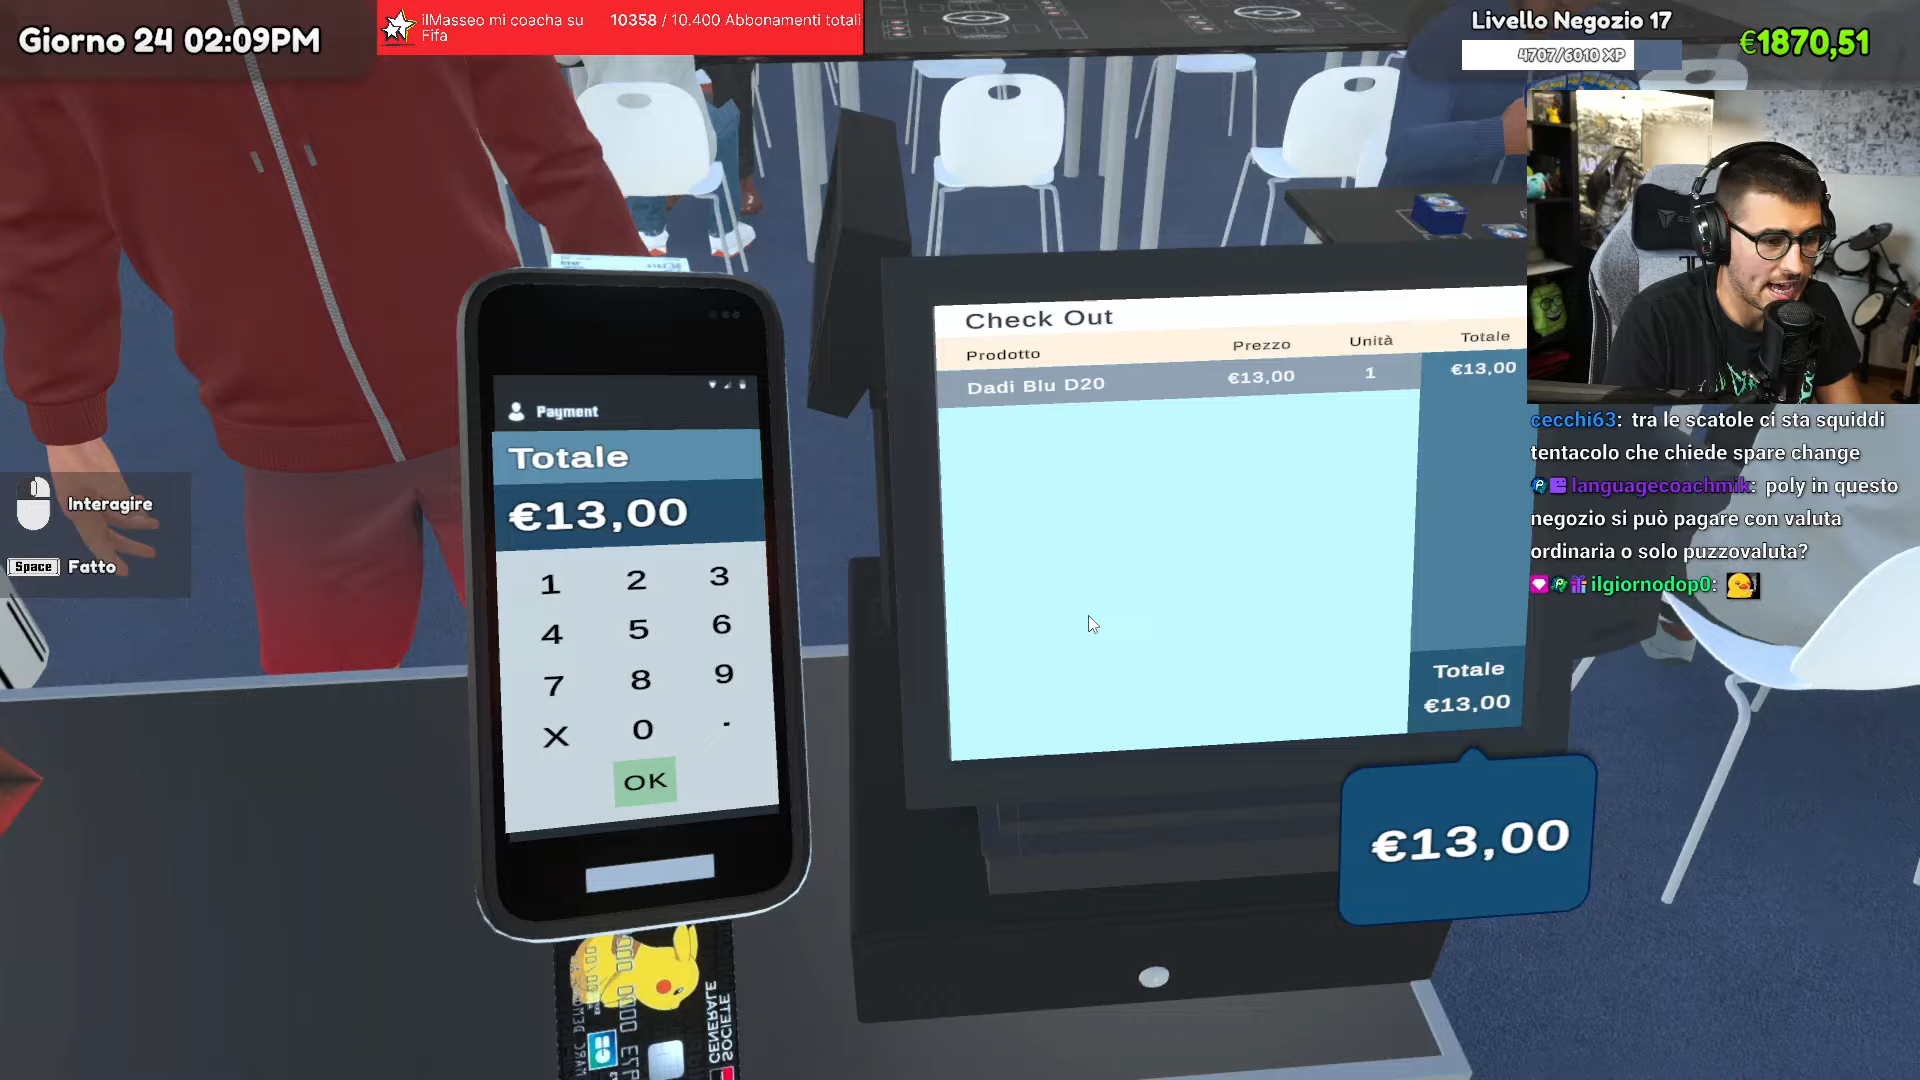 Giorno 24 02:09PM
ilMasseo mi coacha su Fifa
10358 / 10.400 Abbonamenti totali
Livello Negozio 17
4707/6010 XP
€1870,51
Interagire
Space Fatto
Payment
Totale
€13,00
1 2 3
4 5 6
7 8 9
X 0 .
OK
Check Out
Prodotto Prezzo Unità Totale
Dadi Blu D20 €13,00 1 €13,00
Totale
€13,00
€13,00
cecchi63: tra le scatole ci sta squiddi
tentacolo che chiede spare change
languagecoachmik: poly in questo
negozio si può pagare con valuta
ordinaria o solo puzzovaluta?
ilgiornodop0:
SOCIETE
GENERALE
CB